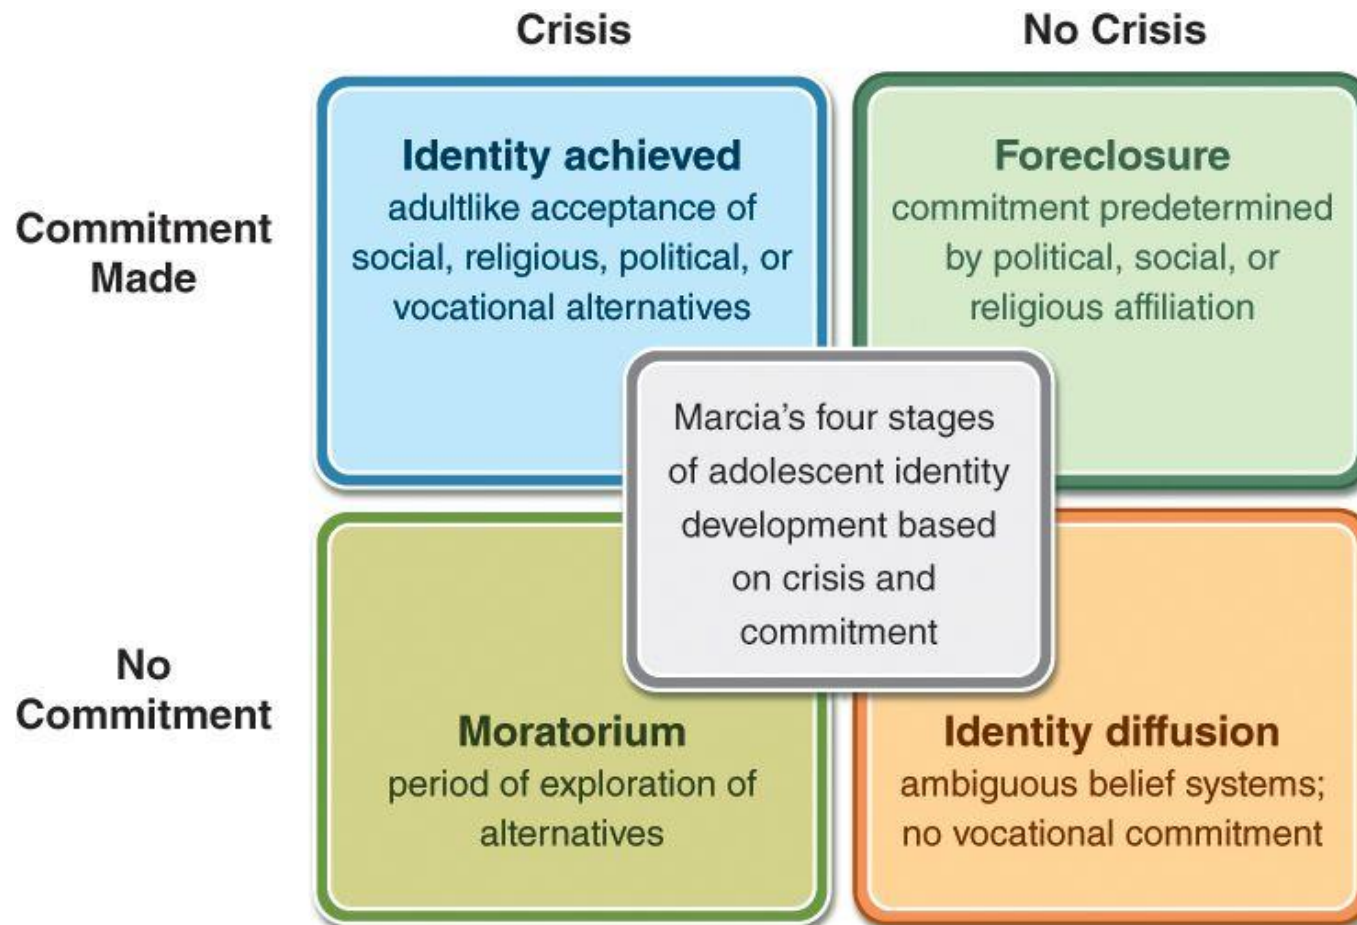 Crisis
No Crisis
Commitment
Made
Identity achieved
adultlike acceptance of
social, religious, political, or
vocational alternatives
Foreclosure
commitment predetermined
by political, social, or
religious affiliation
Marcia’s four stages
of adolescent identity
development based
on crisis and
commitment
No
Commitment
Moratorium
period of exploration of
alternatives
Identity diffusion
ambiguous belief systems;
no vocational commitment